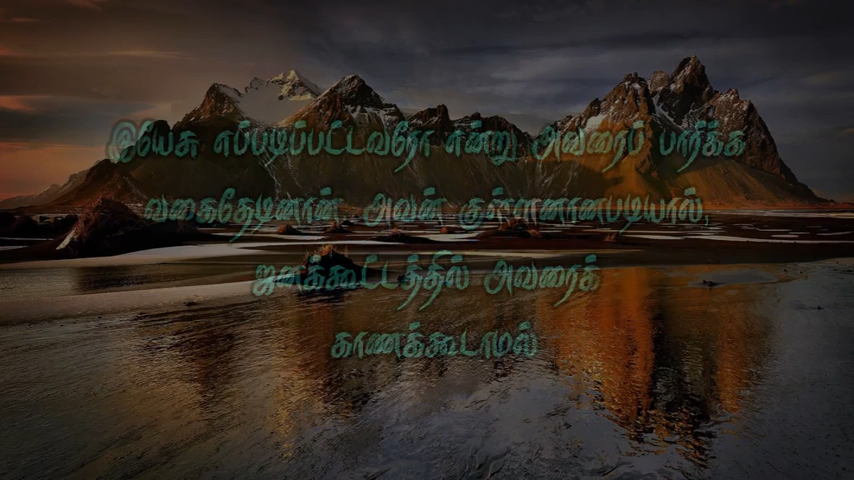 இயேசு எப்படிப்பட்டவரோ என்று அவரைப் பார்க்க
வகைதேடினான் அவன் குள்ளனானபடியால்,
ஜனக்கூட்டத்தில் அவரைக்
காணக்கூடாமல்